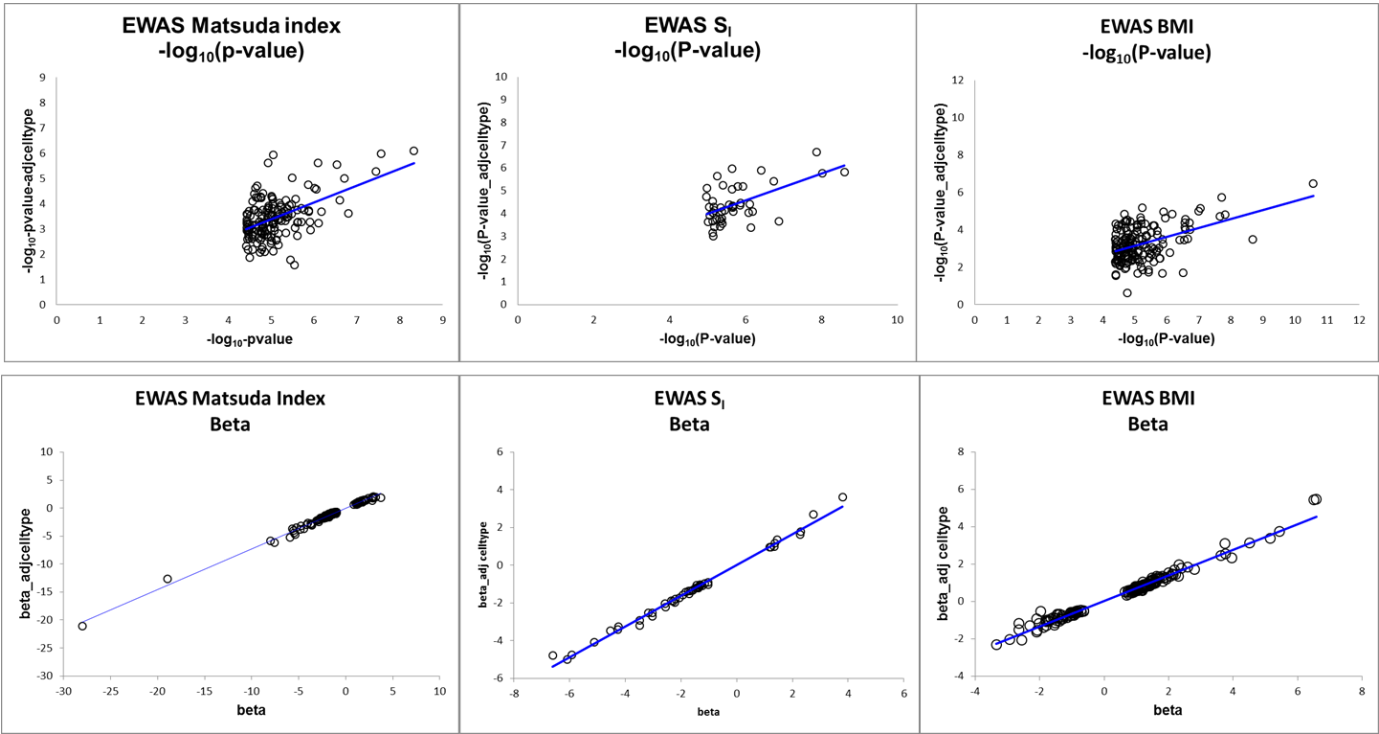 EWAS Matsuda index
-log₁₀(p-value)
-log₁₀-pvalue-adjcelltype
9
8
7
6
5
4
3
2
1
0
0 1 2 3 4 5 6 7 8 9
-log₁₀-pvalue
EWAS Sᵢ
-log₁₀(P-value)
-log₁₀(P-value_adjcelltype)
10
9
8
7
6
5
4
3
2
1
0
0 2 4 6 8 10
-log₁₀(P-value)
EWAS BMI
-log₁₀(P-value)
-log₁₀(P-value_adjcelltype)
12
10
8
6
4
2
0
0 1 2 3 4 5 6 7 8 9 10 11 12
-log₁₀(P-value)
EWAS Matsuda Index
Beta
beta_adjcelltype
10
5
0
-5
-10
-15
-20
-25
-30
-30 -25 -20 -15 -10 -5 0 5 10
beta
EWAS Sᵢ
Beta
beta_adj celltype
6
4
2
0
-2
-4
-6
-8 -6 -4 -2 0 2 4 6
beta
EWAS BMI
Beta
beta_adj celltype
8
6
4
2
0
-2
-4
-4 -2 0 2 4 6 8
beta